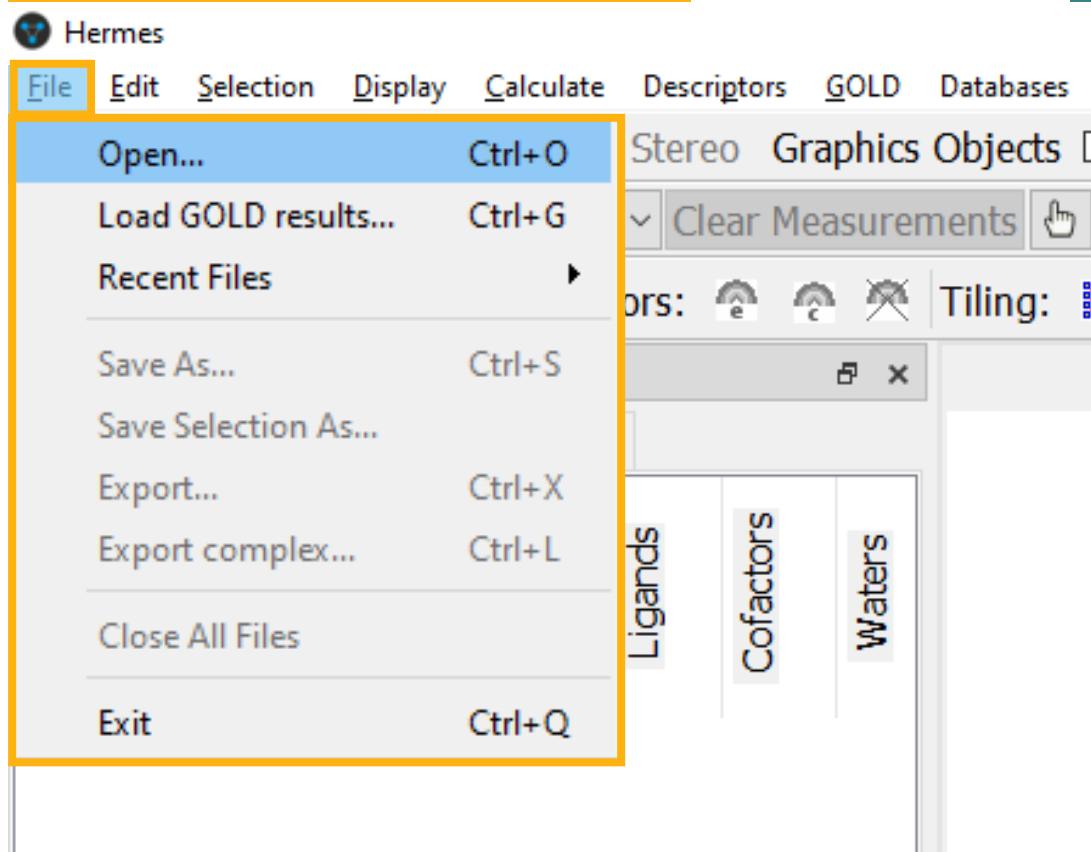 Hermes
File Edit Selection Display Calculate Descriptors GOLD Databases
Open... Ctrl+O
Stereo Graphics Objects
Load GOLD results... Ctrl+G
Clear Measurements
Recent Files
ors: e c Tiling:
Save As... Ctrl+S
Save Selection As...
Export... Ctrl+X
Export complex... Ctrl+L
Close All Files
Exit Ctrl+Q
Ligands
Cofactors
Waters